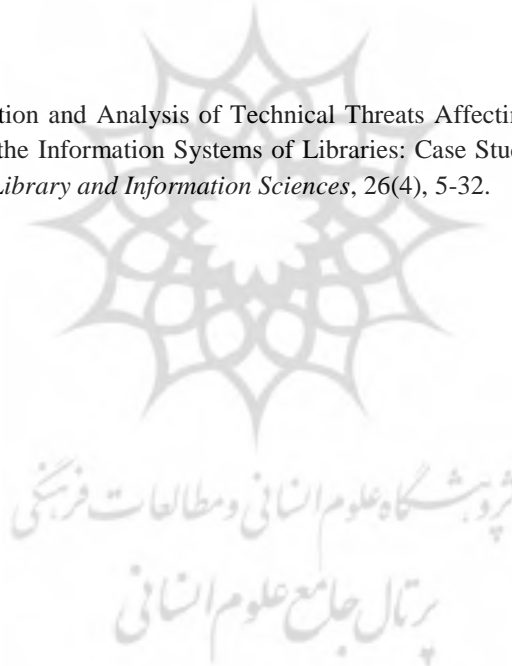 tion and Analysis of Technical Threats Affectin
the Information Systems of Libraries: Case Stud
Library and Information Sciences, 26(4), 5-32.
پژوهشگاه علوم انسانی و مطالعات فرهنگی
پرتال جامع علوم انسانی